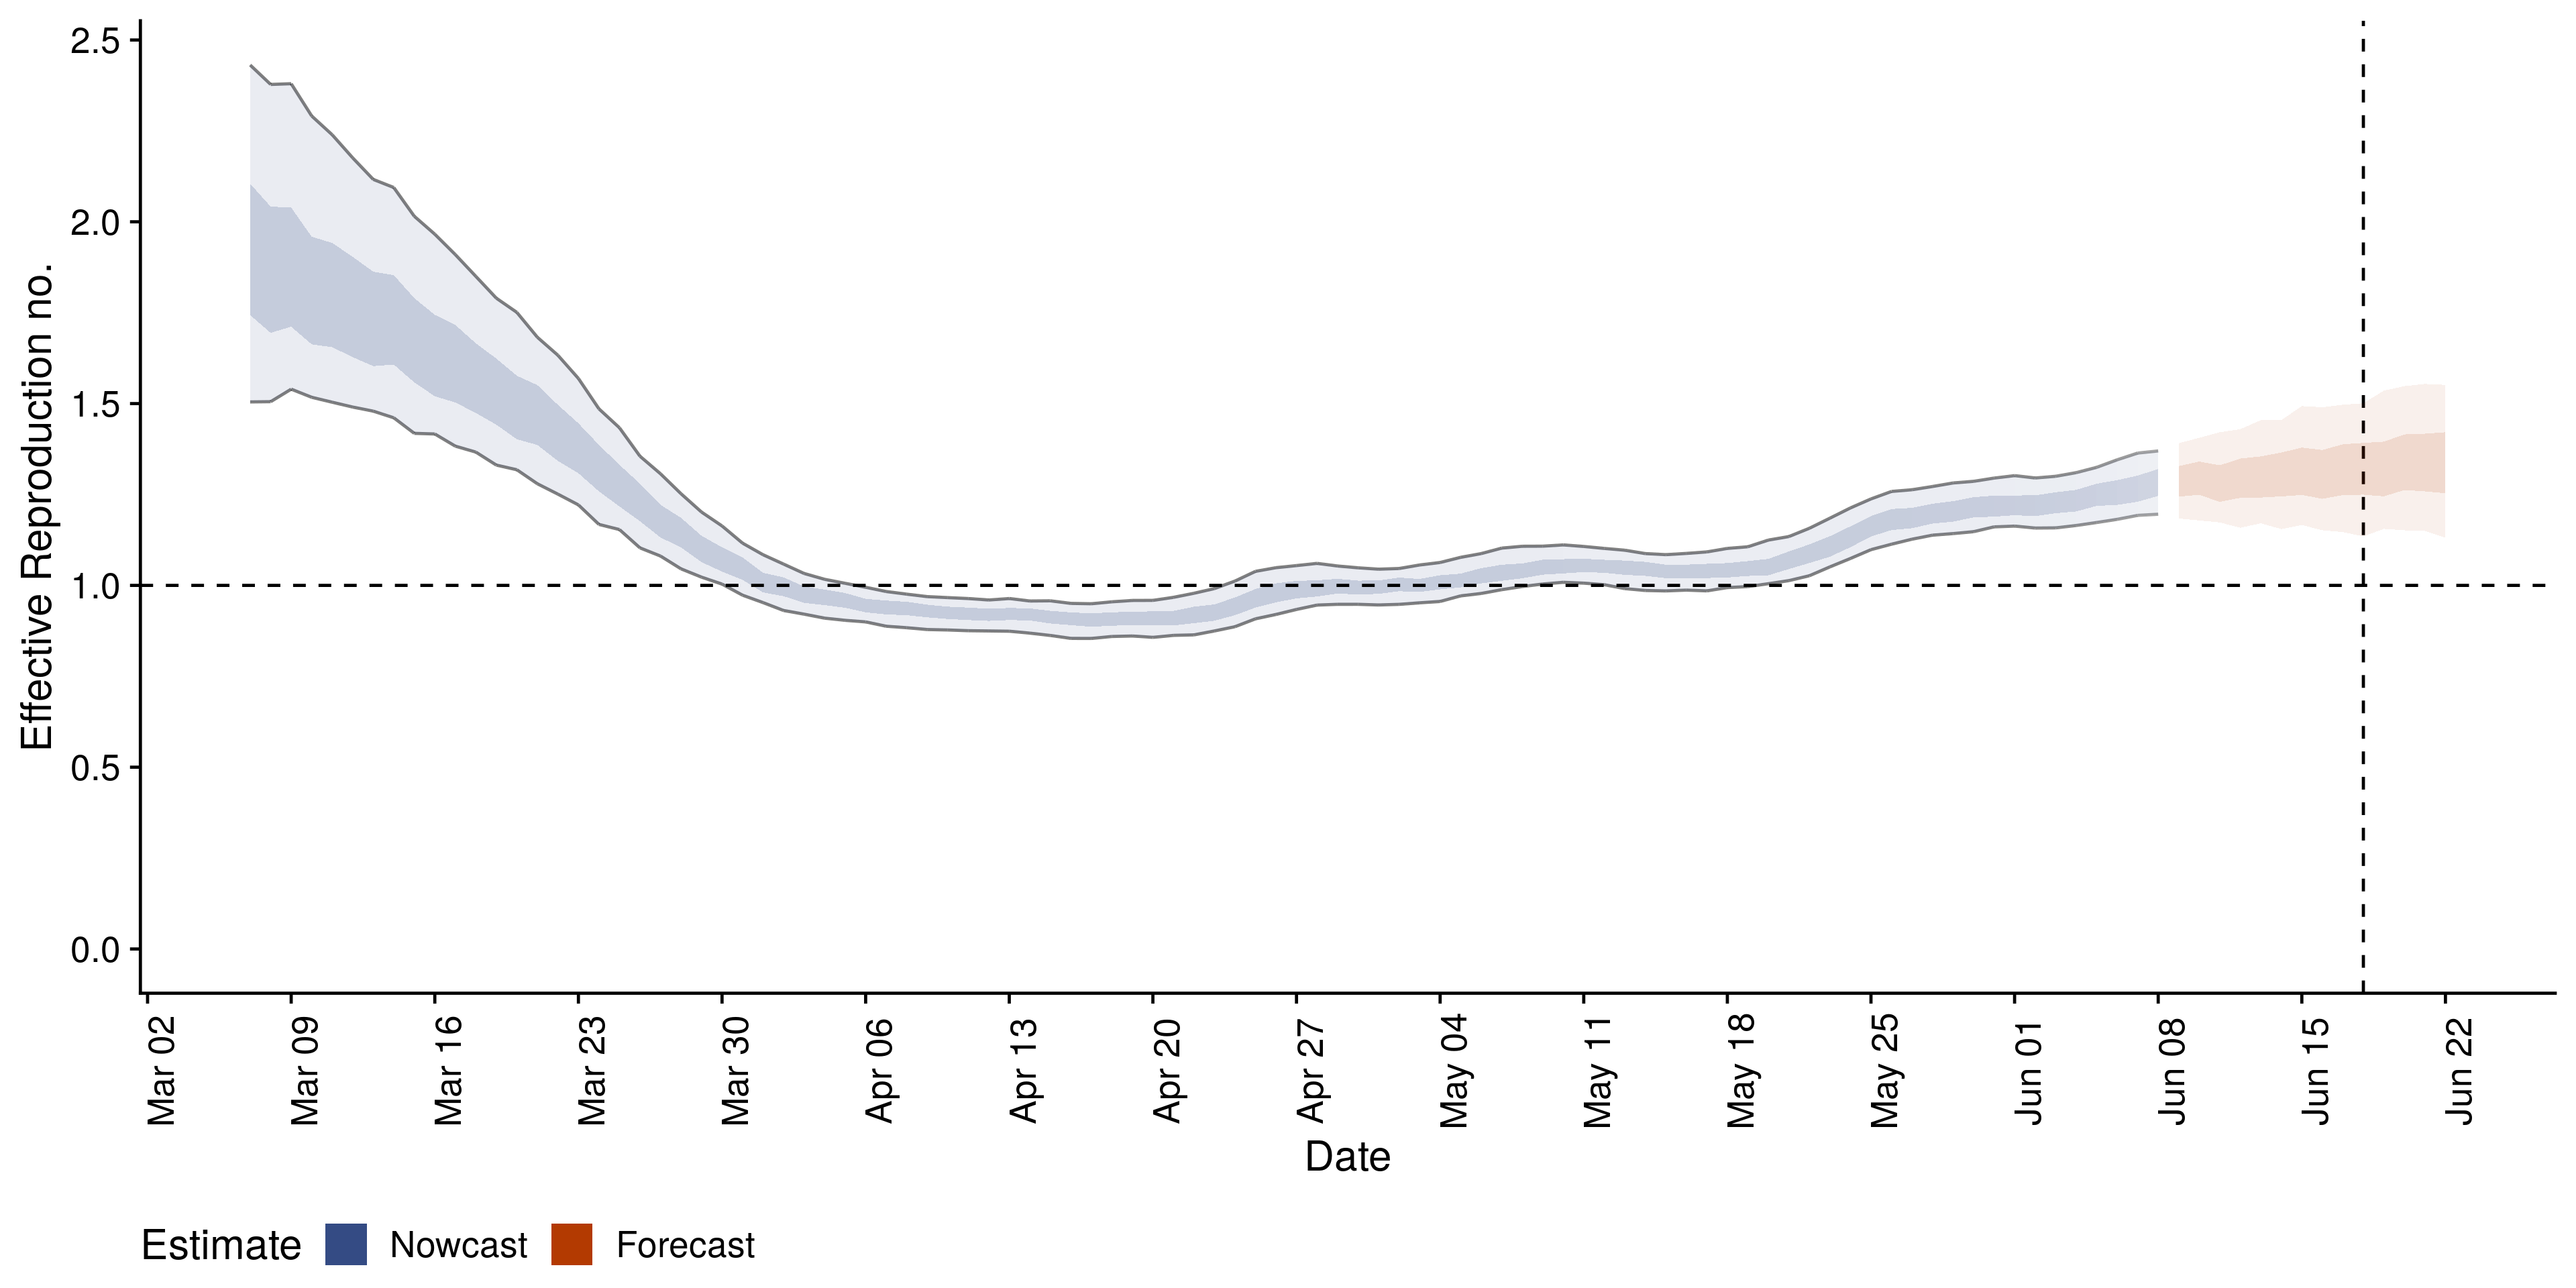 Effective Reproduction no.
2.5
2.0
1.5
1.0
0.5
0.0
Mar 02
Mar 09
Mar 16
Mar 23
Mar 30
Apr 06
Apr 13
Apr 20
Apr 27
May 04
May 11
May 18
May 25
Jun 01
Jun 08
Jun 15
Jun 22
Date
Estimate Nowcast Forecast